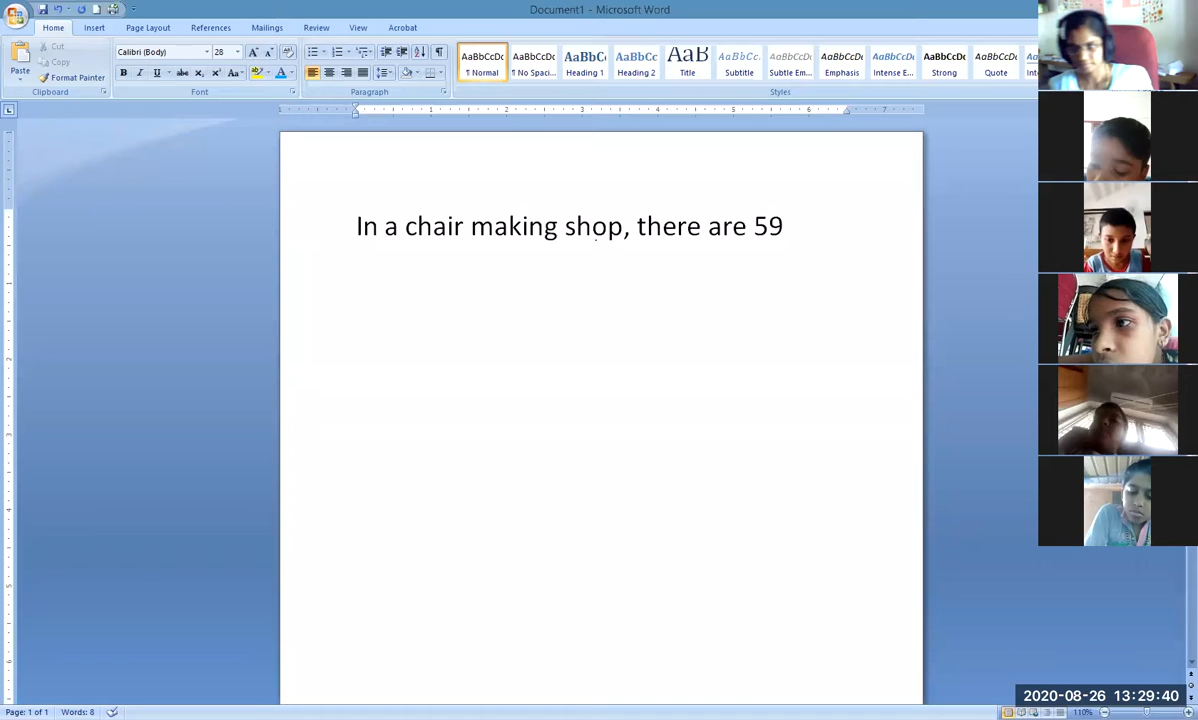 Document1 - Microsoft Word
Home Insert Page Layout References Mailings Review View Acrobat
Paste
Cut
Copy
Format Painter
Clipboard
Calibri (Body) 28
Font
Paragraph
AaBbCcDc AaBbCcDc AaBbC AaBbCc AaB AaBbCcL AaBbCcDc AaBbCcDc AaBbCcDc AaBbCcDc AaBbCcDc
¶ Normal ¶ No Spaci... Heading 1 Heading 2 Title Subtitle Subtle Em... Emphasis Intense E... Strong Quote
Styles
In a chair making shop, there are 59
2020-08-26 13:29:40
Page: 1 of 1 Words: 8 110%